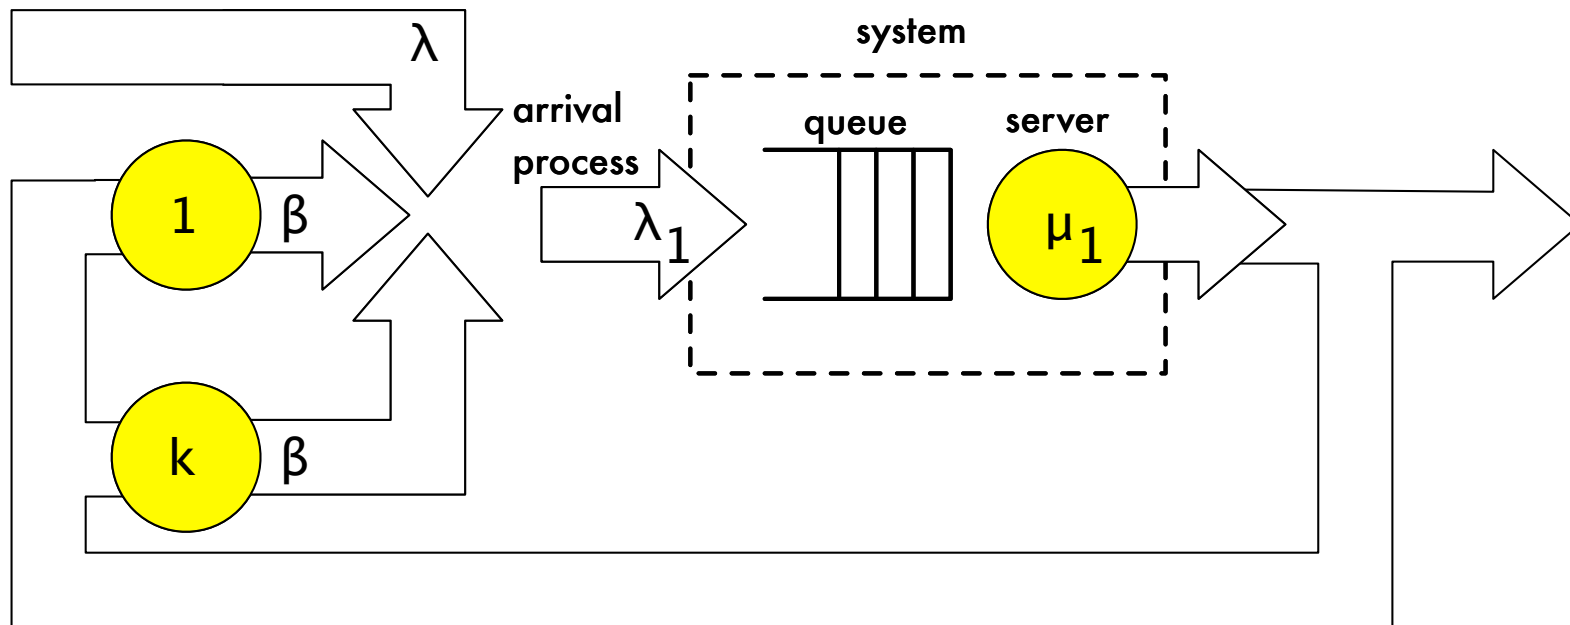 λ
system
arrival
process
queue
server
1
β
λ1
μ1
k
β